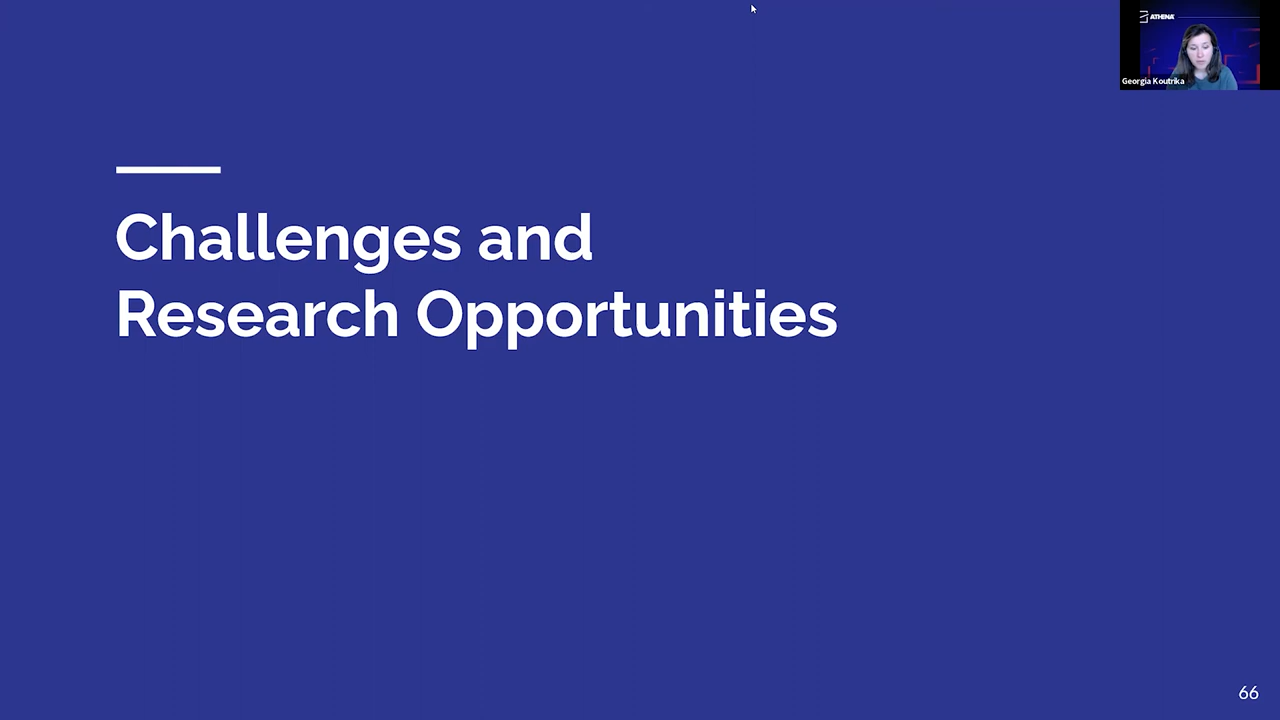 ATHENA
Georgia Koutrika
Challenges and
Research Opportunities
66